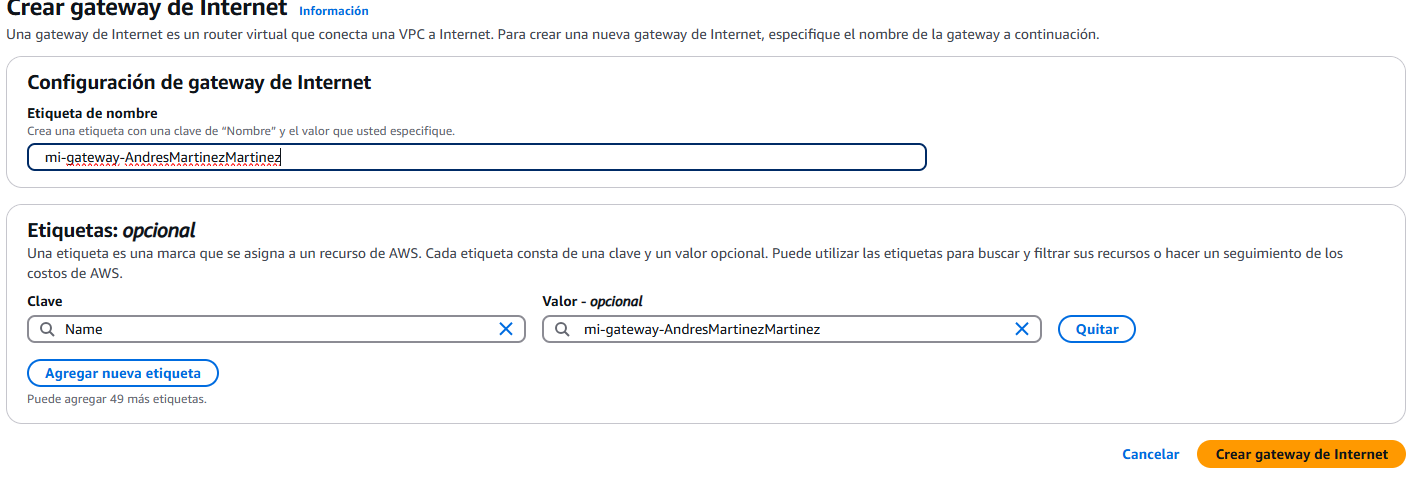 Crear gateway de Internet Información
Una gateway de Internet es un router virtual que conecta una VPC a Internet. Para crear una nueva gateway de Internet, especifique el nombre de la gateway a continuación.
Configuración de gateway de Internet
Etiqueta de nombre
Crea una etiqueta con una clave de “Nombre” y el valor que usted especifique.
mi-gateway-AndresMartinezMartinez
Etiquetas: opcional
Una etiqueta es una marca que se asigna a un recurso de AWS. Cada etiqueta consta de una clave y un valor opcional. Puede utilizar las etiquetas para buscar y filtrar sus recursos o hacer un seguimiento de los
costos de AWS.
Clave Valor - opcional
Name mi-gateway-AndresMartinezMartinez Quitar
Agregar nueva etiqueta
Puede agregar 49 más etiquetas.
Cancelar Crear gateway de Internet